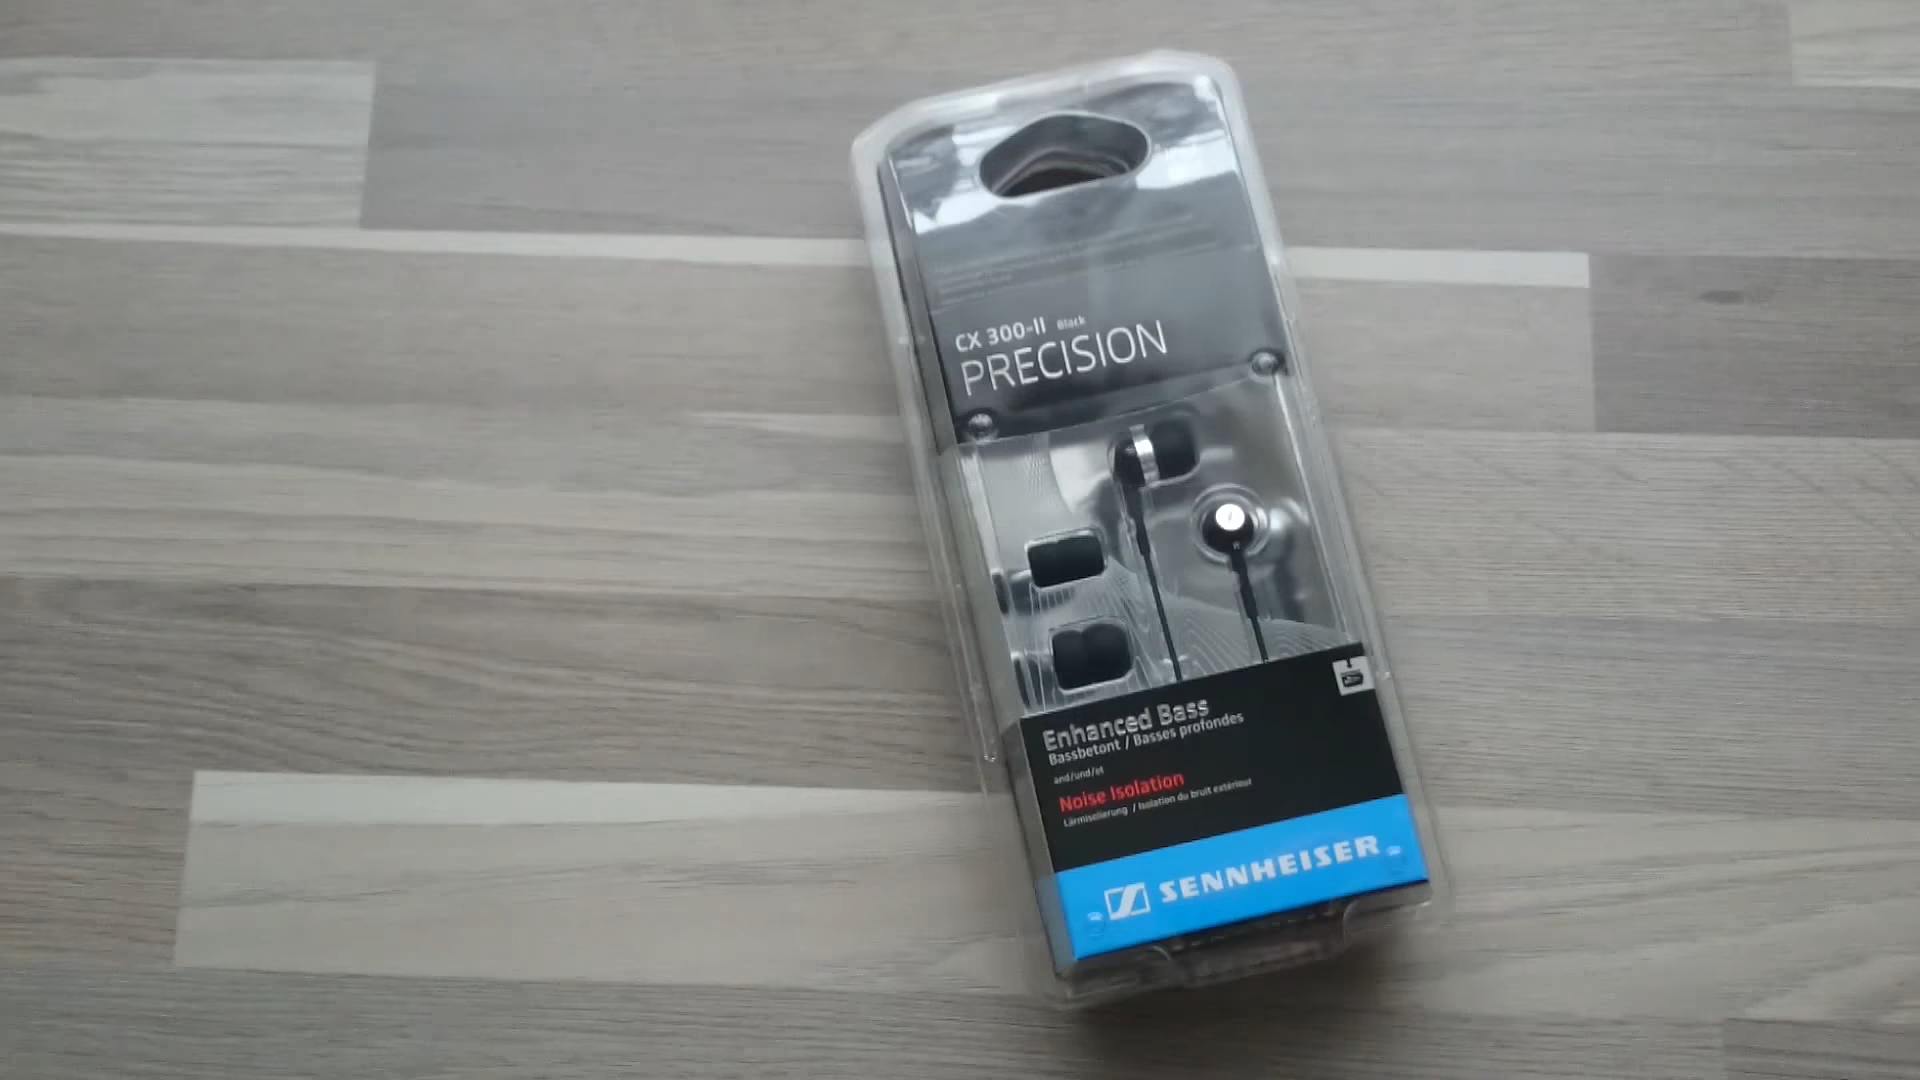 CX 300-II Black
PRECISION
Enhanced Bass
Bassbetont / Basses profondes
and/und/et
Noise Isolation
Lärmisolierung / Isolation du bruit extérieur
SENNHEISER